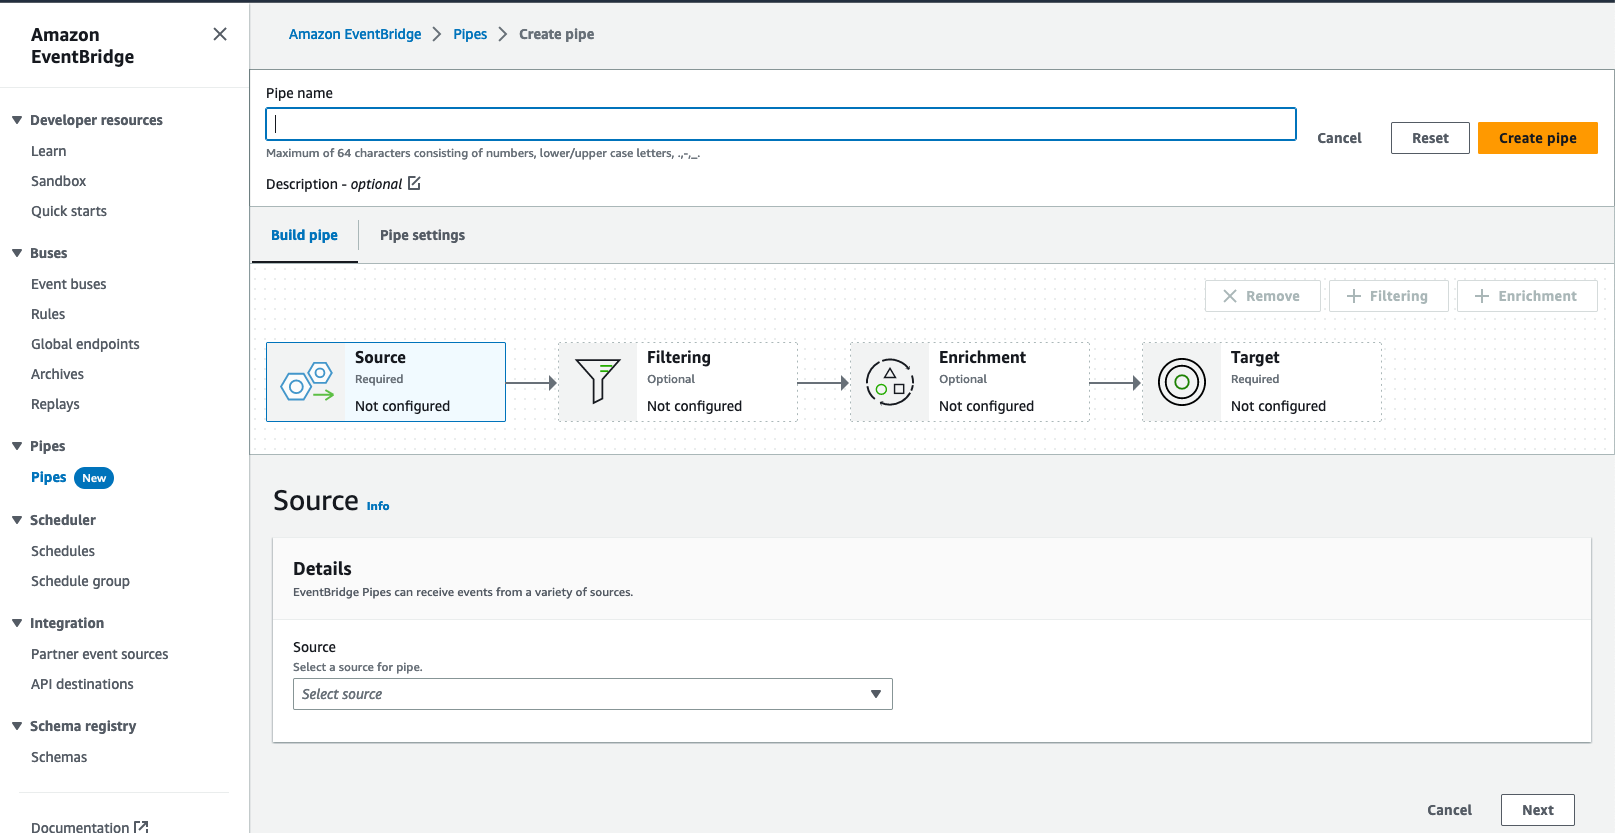 Amazon
EventBridge
Developer resources
Learn
Sandbox
Quick starts
Buses
Event buses
Rules
Global endpoints
Archives
Replays
Pipes
Pipes New
Scheduler
Schedules
Schedule group
Integration
Partner event sources
API destinations
Schema registry
Schemas
Documentation
Amazon EventBridge Pipes Create pipe
Pipe name
Maximum of 64 characters consisting of numbers, lower/upper case letters, .,-,_.
Cancel Reset Create pipe
Description - optional
Build pipe Pipe settings
Remove Filtering Enrichment
Source
Required
Not configured
Filtering
Optional
Not configured
Enrichment
Optional
Not configured
Target
Required
Not configured
Source Info
Details
EventBridge Pipes can receive events from a variety of sources.
Source
Select a source for pipe.
Select source
Cancel Next